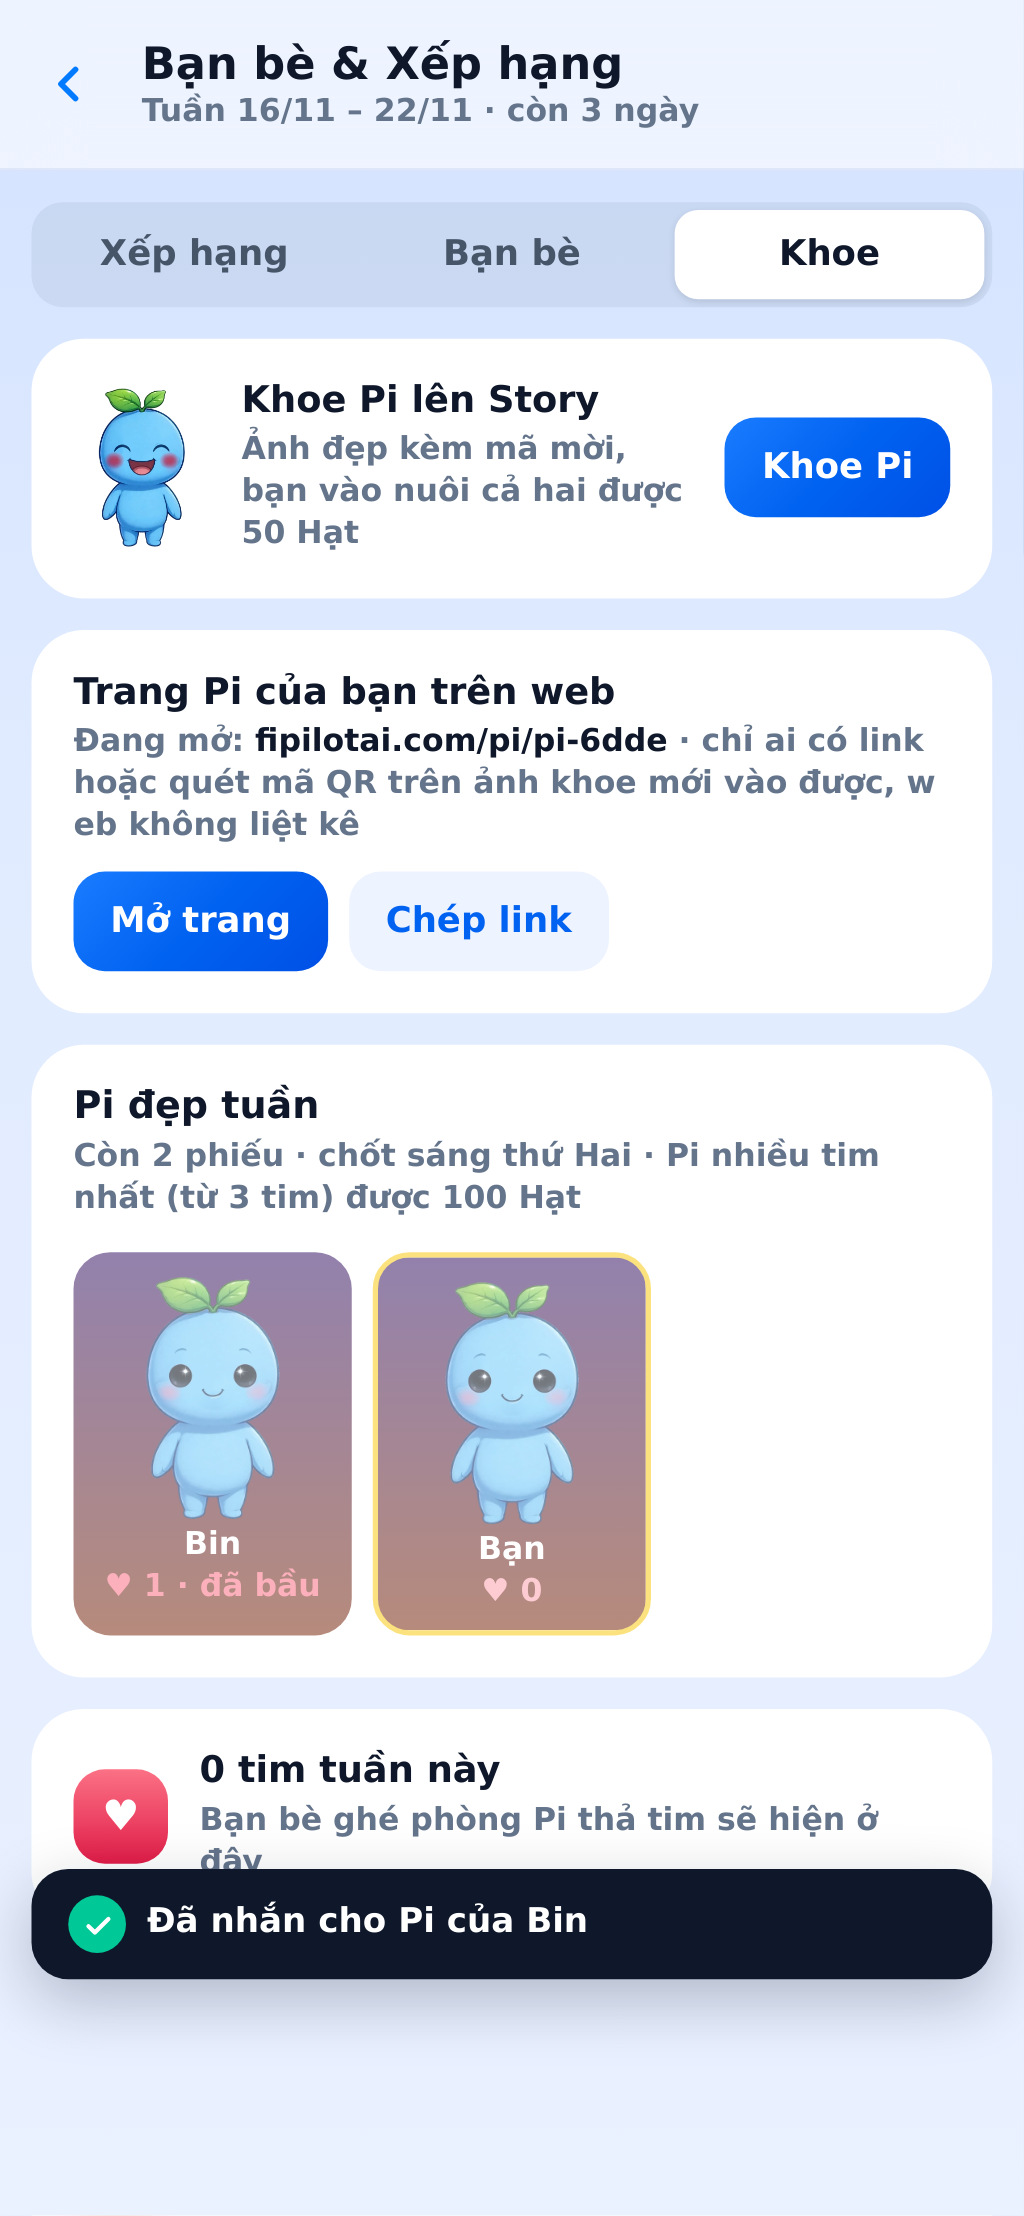 Bạn bè & Xếp hạng
Tuần 16/11 – 22/11 · còn 3 ngày
Xếp hạng
Bạn bè
Khoe
Khoe Pi lên Story
Ảnh đẹp kèm mã mời,
bạn vào nuôi cả hai được
50 Hạt
Khoe Pi
Trang Pi của bạn trên web
Đang mở: fipilotai.com/pi/pi-6dde · chỉ ai có link
hoặc quét mã QR trên ảnh khoe mới vào được, w
eb không liệt kê
Mở trang
Chép link
Pi đẹp tuần
Còn 2 phiếu · chốt sáng thứ Hai · Pi nhiều tim
nhất (từ 3 tim) được 100 Hạt
Bin
♥ 1 · đã bầu
Bạn
♥ 0
0 tim tuần này
Bạn bè ghé phòng Pi thả tim sẽ hiện ở
đây
Đã nhắn cho Pi của Bin